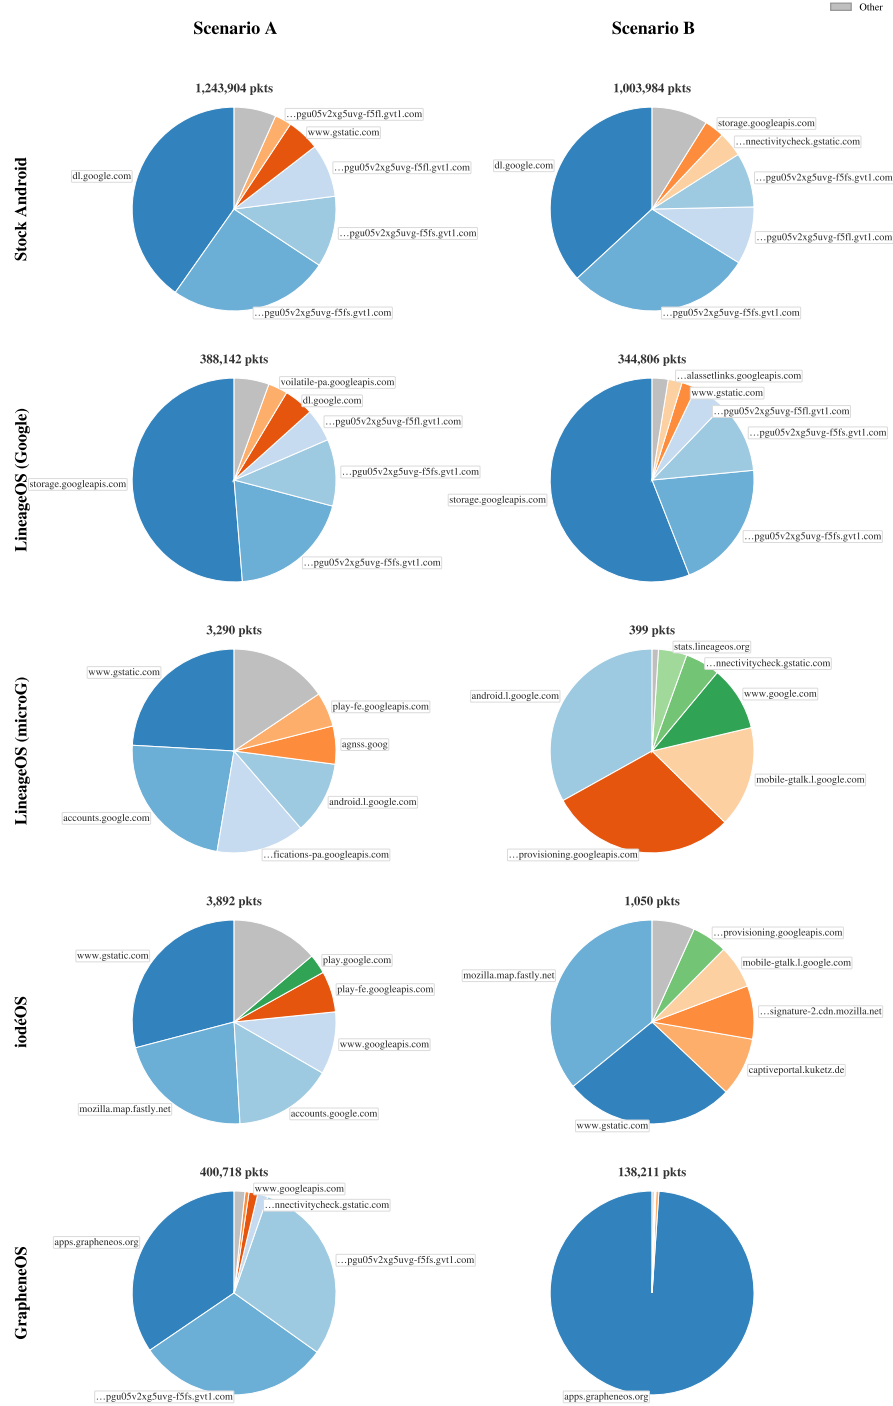 Other
Scenario A
Scenario B
Stock Android
1,243,904 pkts
…pgu05v2xg5uvg-f5fl.gvt1.com
www.gstatic.com
…pgu05v2xg5uvg-f5fl.gvt1.com
dl.google.com
…pgu05v2xg5uvg-f5fs.gvt1.com
…pgu05v2xg5uvg-f5fs.gvt1.com
1,003,984 pkts
storage.googleapis.com
…nnectivitycheck.gstatic.com
dl.google.com
…pgu05v2xg5uvg-f5fs.gvt1.com
…pgu05v2xg5uvg-f5fl.gvt1.com
…pgu05v2xg5uvg-f5fs.gvt1.com
LineageOS (Google)
388,142 pkts
voilatile-pa.googleapis.com
dl.google.com
…pgu05v2xg5uvg-f5fl.gvt1.com
…pgu05v2xg5uvg-f5fs.gvt1.com
storage.googleapis.com
…pgu05v2xg5uvg-f5fs.gvt1.com
344,806 pkts
…alassetlinks.googleapis.com
www.gstatic.com
…pgu05v2xg5uvg-f5fl.gvt1.com
…pgu05v2xg5uvg-f5fs.gvt1.com
storage.googleapis.com
…pgu05v2xg5uvg-f5fs.gvt1.com
LineageOS (microG)
3,290 pkts
www.gstatic.com
play-fe.googleapis.com
agnss.goog
android.l.google.com
accounts.google.com
…fications-pa.googleapis.com
399 pkts
stats.lineageos.org
…nnectivitycheck.gstatic.com
www.google.com
android.l.google.com
mobile-gtalk.l.google.com
…provisioning.googleapis.com
iodéOS
3,892 pkts
www.gstatic.com
play.google.com
play-fe.googleapis.com
www.googleapis.com
mozilla.map.fastly.net
accounts.google.com
1,050 pkts
…provisioning.googleapis.com
mobile-gtalk.l.google.com
mozilla.map.fastly.net
…signature-2.cdn.mozilla.net
captiveportal.kuketz.de
www.gstatic.com
GrapheneOS
400,718 pkts
www.googleapis.com
…nnectivitycheck.gstatic.com
apps.grapheneos.org
…pgu05v2xg5uvg-f5fs.gvt1.com
…pgu05v2xg5uvg-f5fs.gvt1.com
138,211 pkts
apps.grapheneos.org